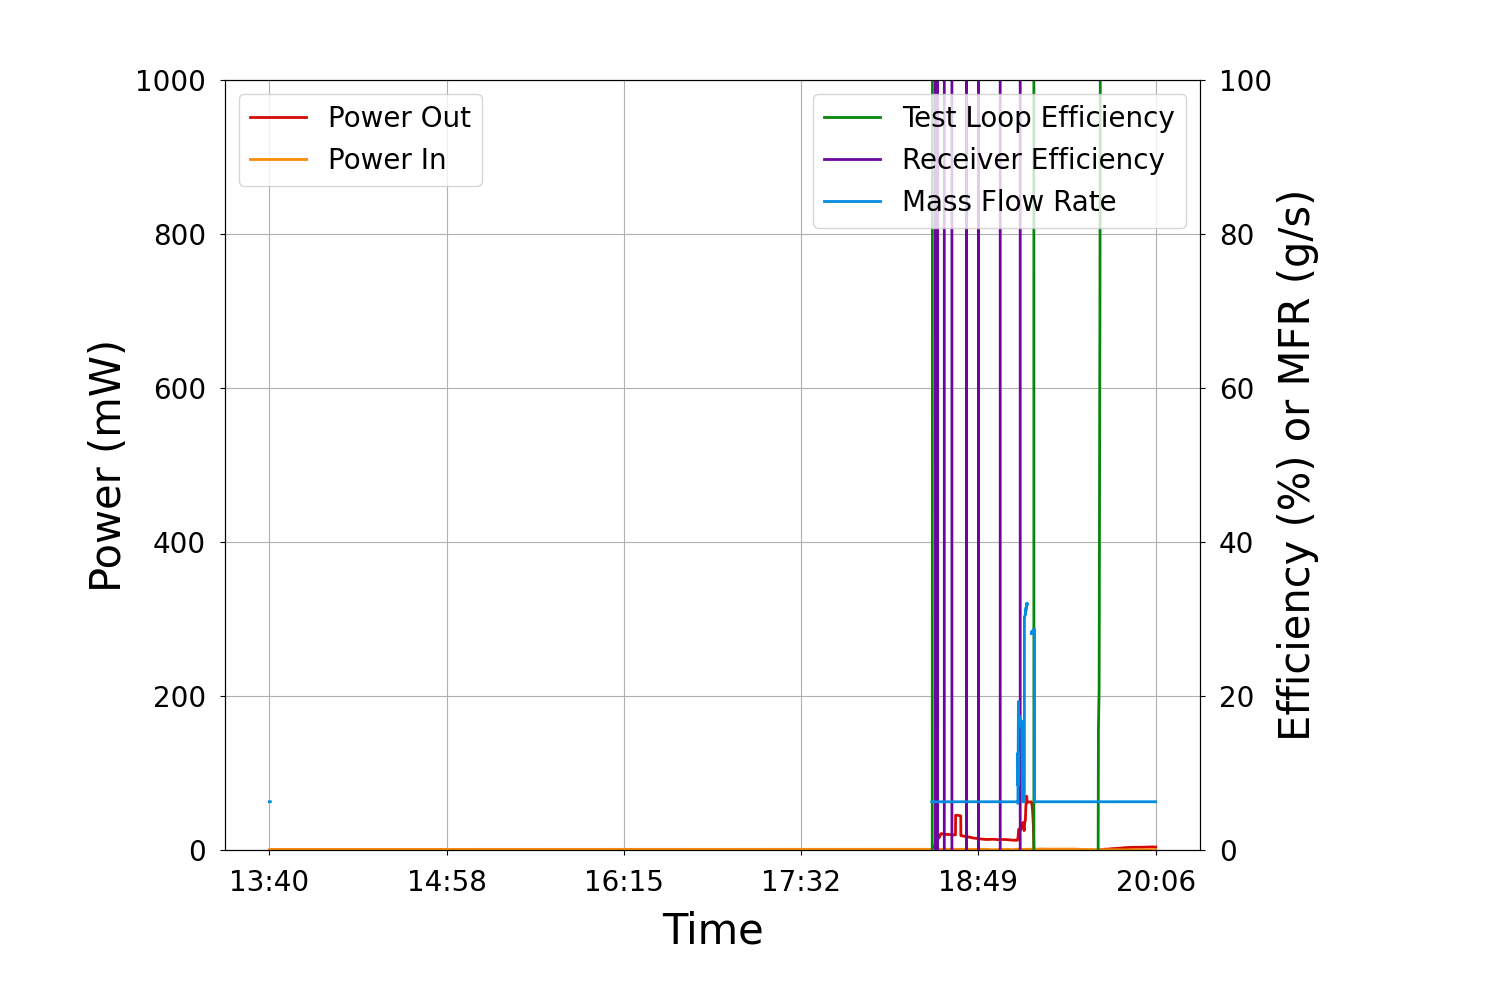 1000
800
600
400
200
0
Power (mW)
Power Out
Power In
Test Loop Efficiency
Receiver Efficiency
Mass Flow Rate
100
80
60
40
20
0
Efficiency (%) or MFR (g/s)
13:40 14:58 16:15 17:32 18:49 20:06
Time